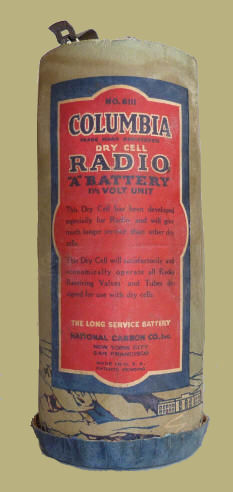 NO. 6111
COLUMBIA
TRADE MARK REGISTERED
DRY CELL
RADIO
"A" BATTERY
1½ VOLT UNIT
This Dry Cell has been developed
especially for Radio and will give
much longer service than other dry
cells.
This Dry Cell will satisfactorily and
economically operate all Radio
Receiving Valves and Tubes de-
signed for use with dry cells.
THE LONG SERVICE BATTERY
NATIONAL CARBON CO., Inc.
NEW YORK CITY
SAN FRANCISCO
MADE IN U. S. A.
PATENTS PENDING